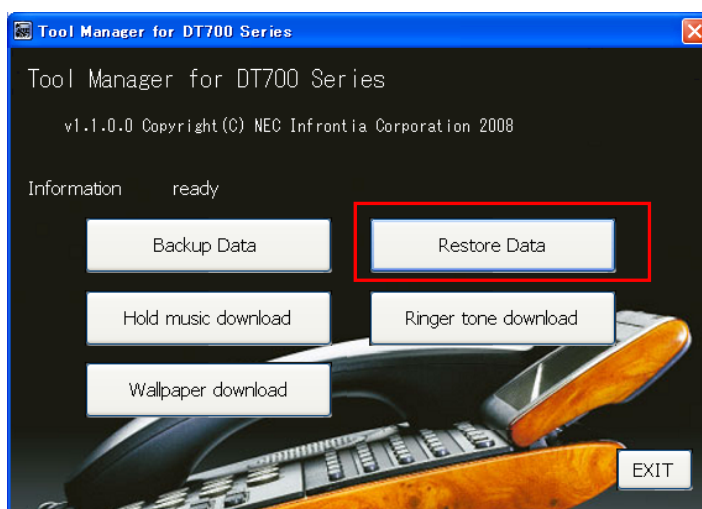 Tool Manager for DT700 Series
Tool Manager for DT700 Series
v1.1.0.0 Copyright(C) NEC Infrontia Corporation 2008
Information ready
Backup Data Restore Data
Hold music download Ringer tone download
Wallpaper download
EXIT